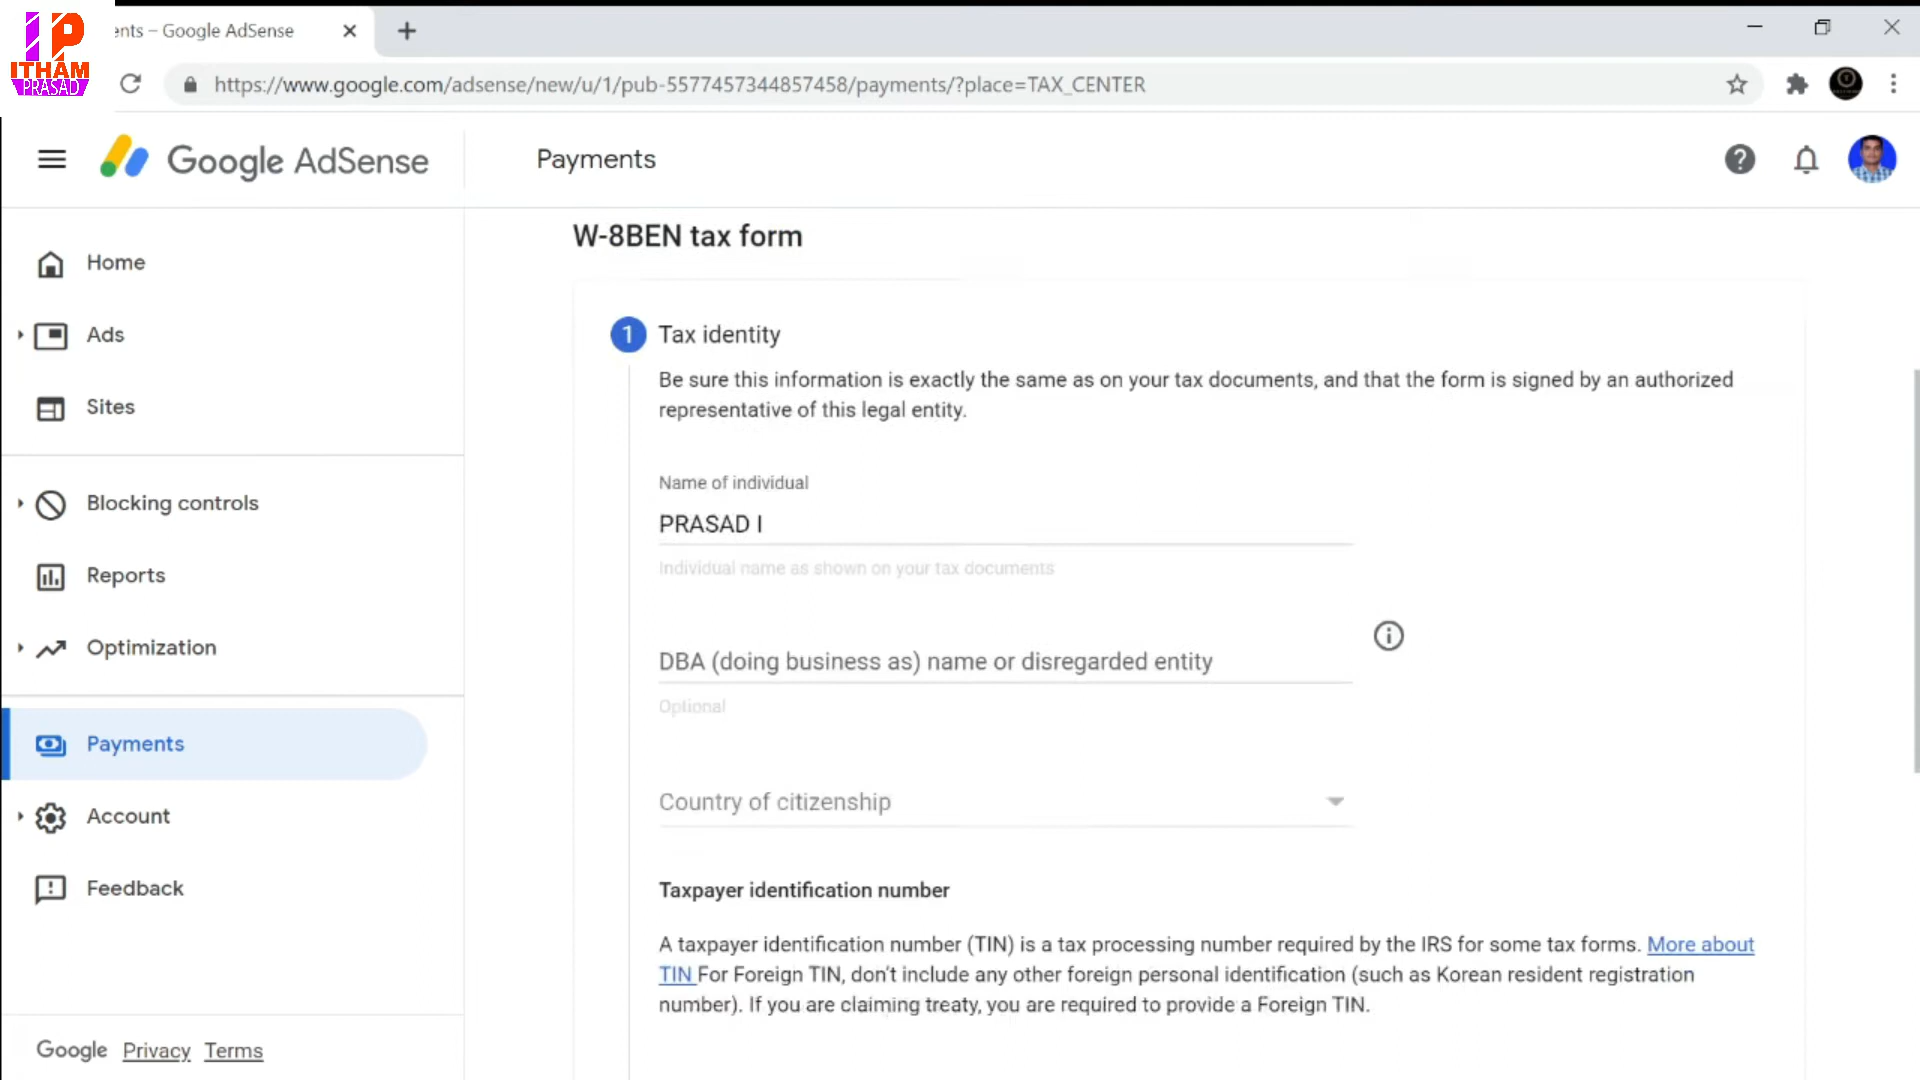 IP
ITHAM
PRASAD
ents – Google AdSense
https://www.google.com/adsense/new/u/1/pub-5577457344857458/payments/?place=TAX_CENTER
Google AdSense
Payments
Home
Ads
Sites
Blocking controls
Reports
Optimization
Payments
Account
Feedback
Google Privacy Terms
W-8BEN tax form
1 Tax identity
Be sure this information is exactly the same as on your tax documents, and that the form is signed by an authorized
representative of this legal entity.
Name of individual
PRASAD I
Individual name as shown on your tax documents
DBA (doing business as) name or disregarded entity
Optional
Country of citizenship
Taxpayer identification number
A taxpayer identification number (TIN) is a tax processing number required by the IRS for some tax forms. More about
TIN For Foreign TIN, don't include any other foreign personal identification (such as Korean resident registration
number). If you are claiming treaty, you are required to provide a Foreign TIN.